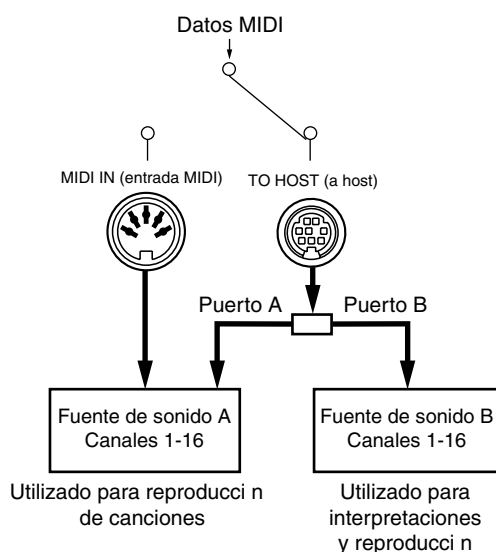 Datos MIDI
MIDI IN (entrada MIDI)
TO HOST (a host)
Puerto A
Puerto B
Fuente de sonido A
Canales 1-16
Fuente de sonido B
Canales 1-16
Utilizado para reproducci n
de canciones
Utilizado para
interpretaciones
y reproducci n